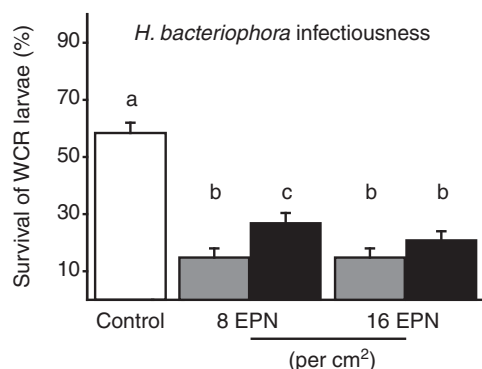 H. bacteriophora infectiousness
Survival of WCR larvae (%)
90
70
50
30
10
a
b
c
b
b
Control
8 EPN
16 EPN
(per cm²)